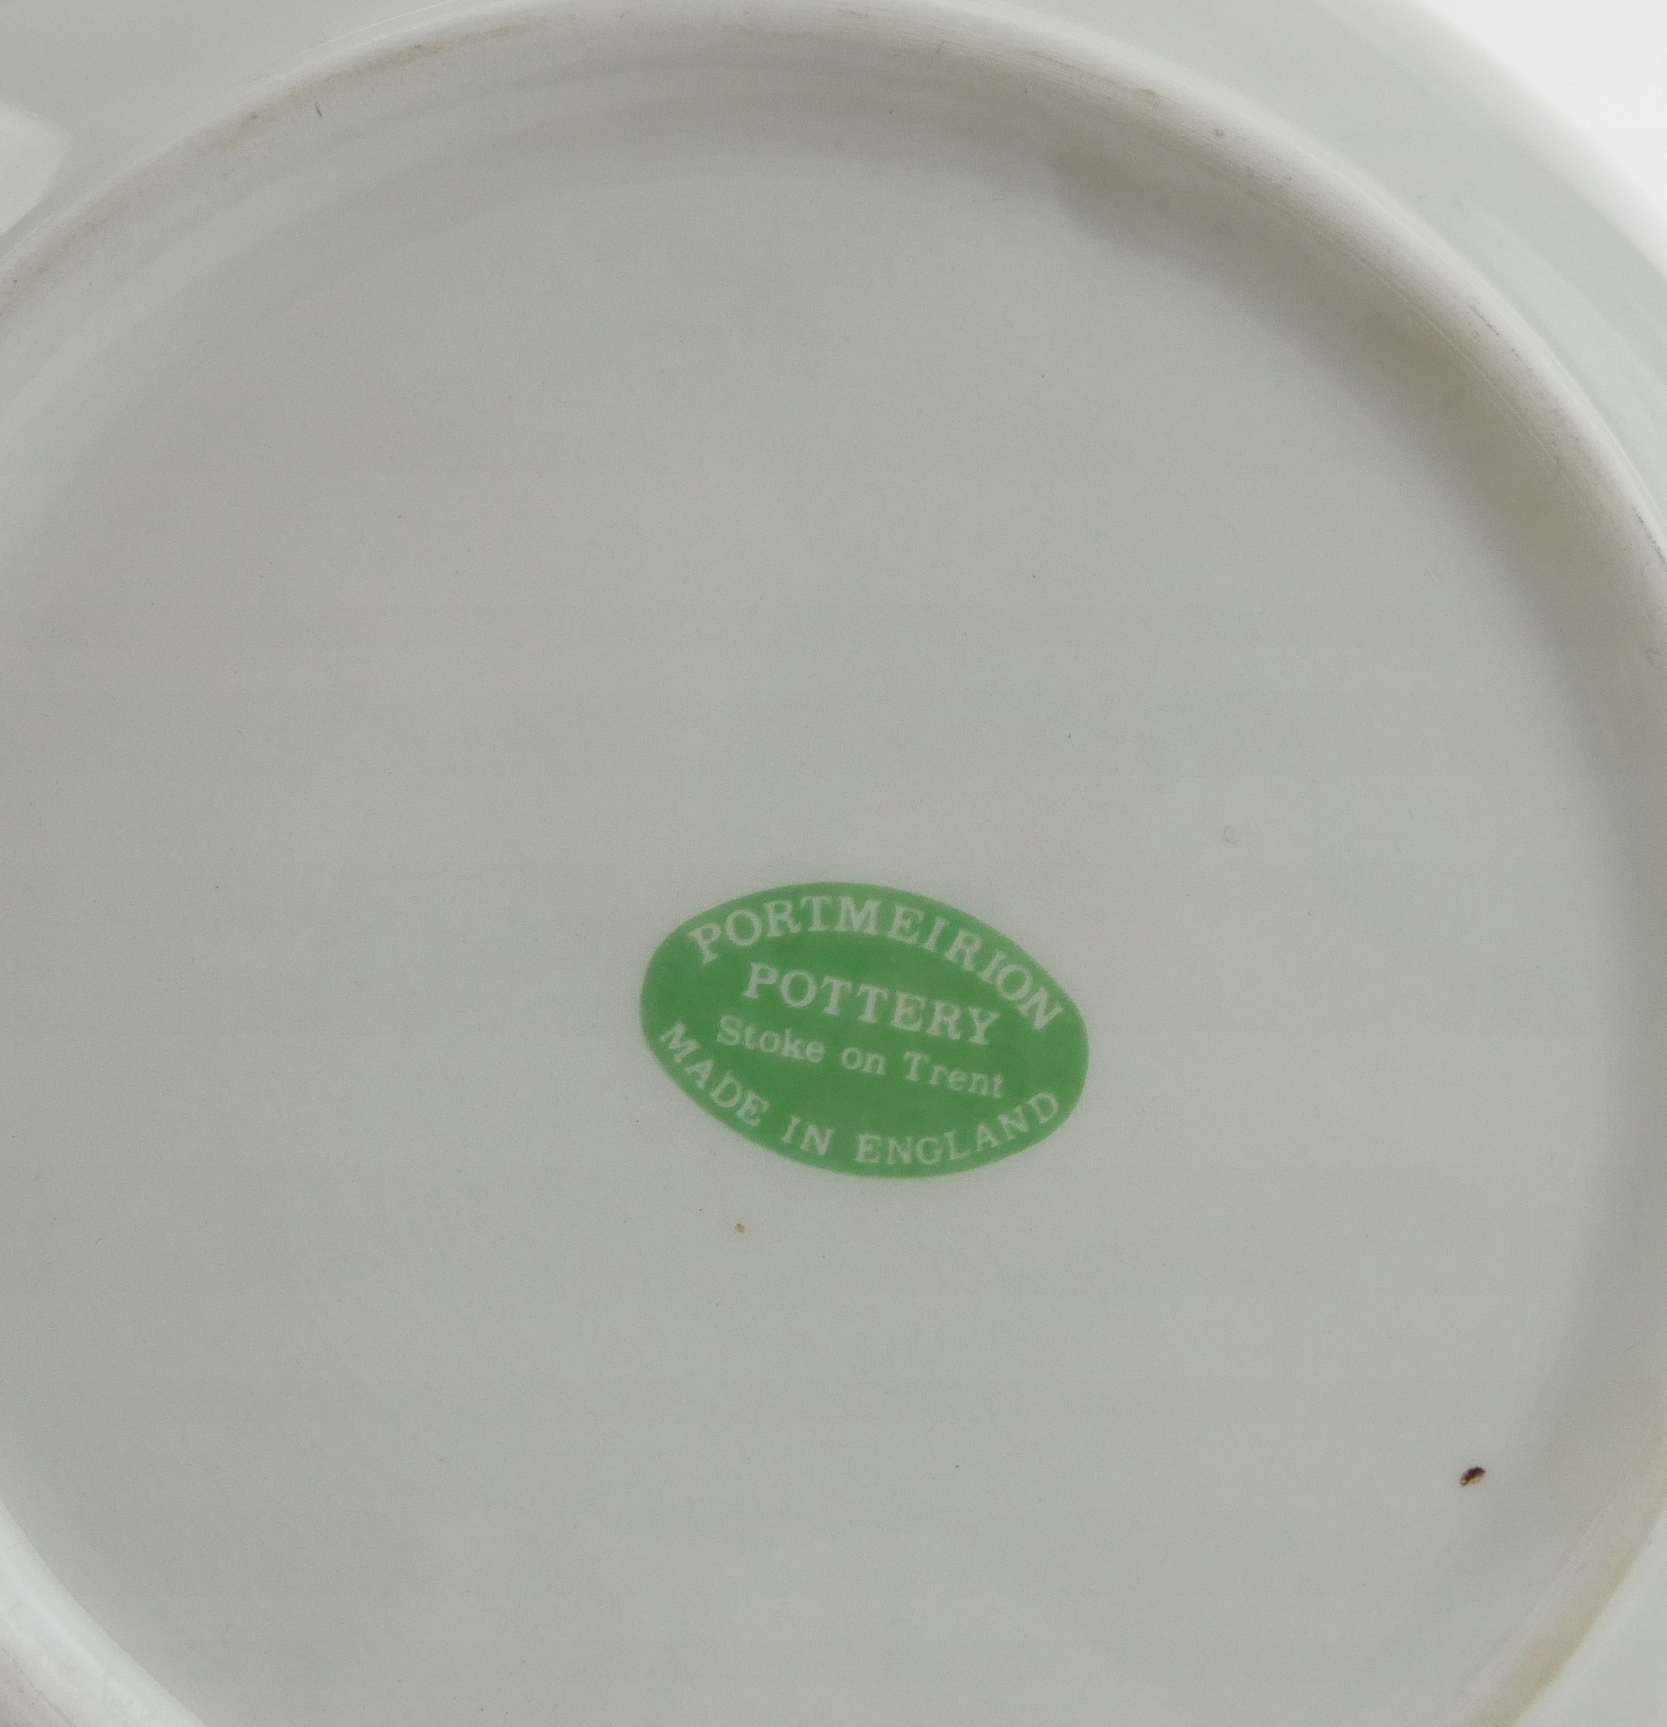 PORTMEIRION
POTTERY
Stoke on Trent
MADE IN ENGLAND